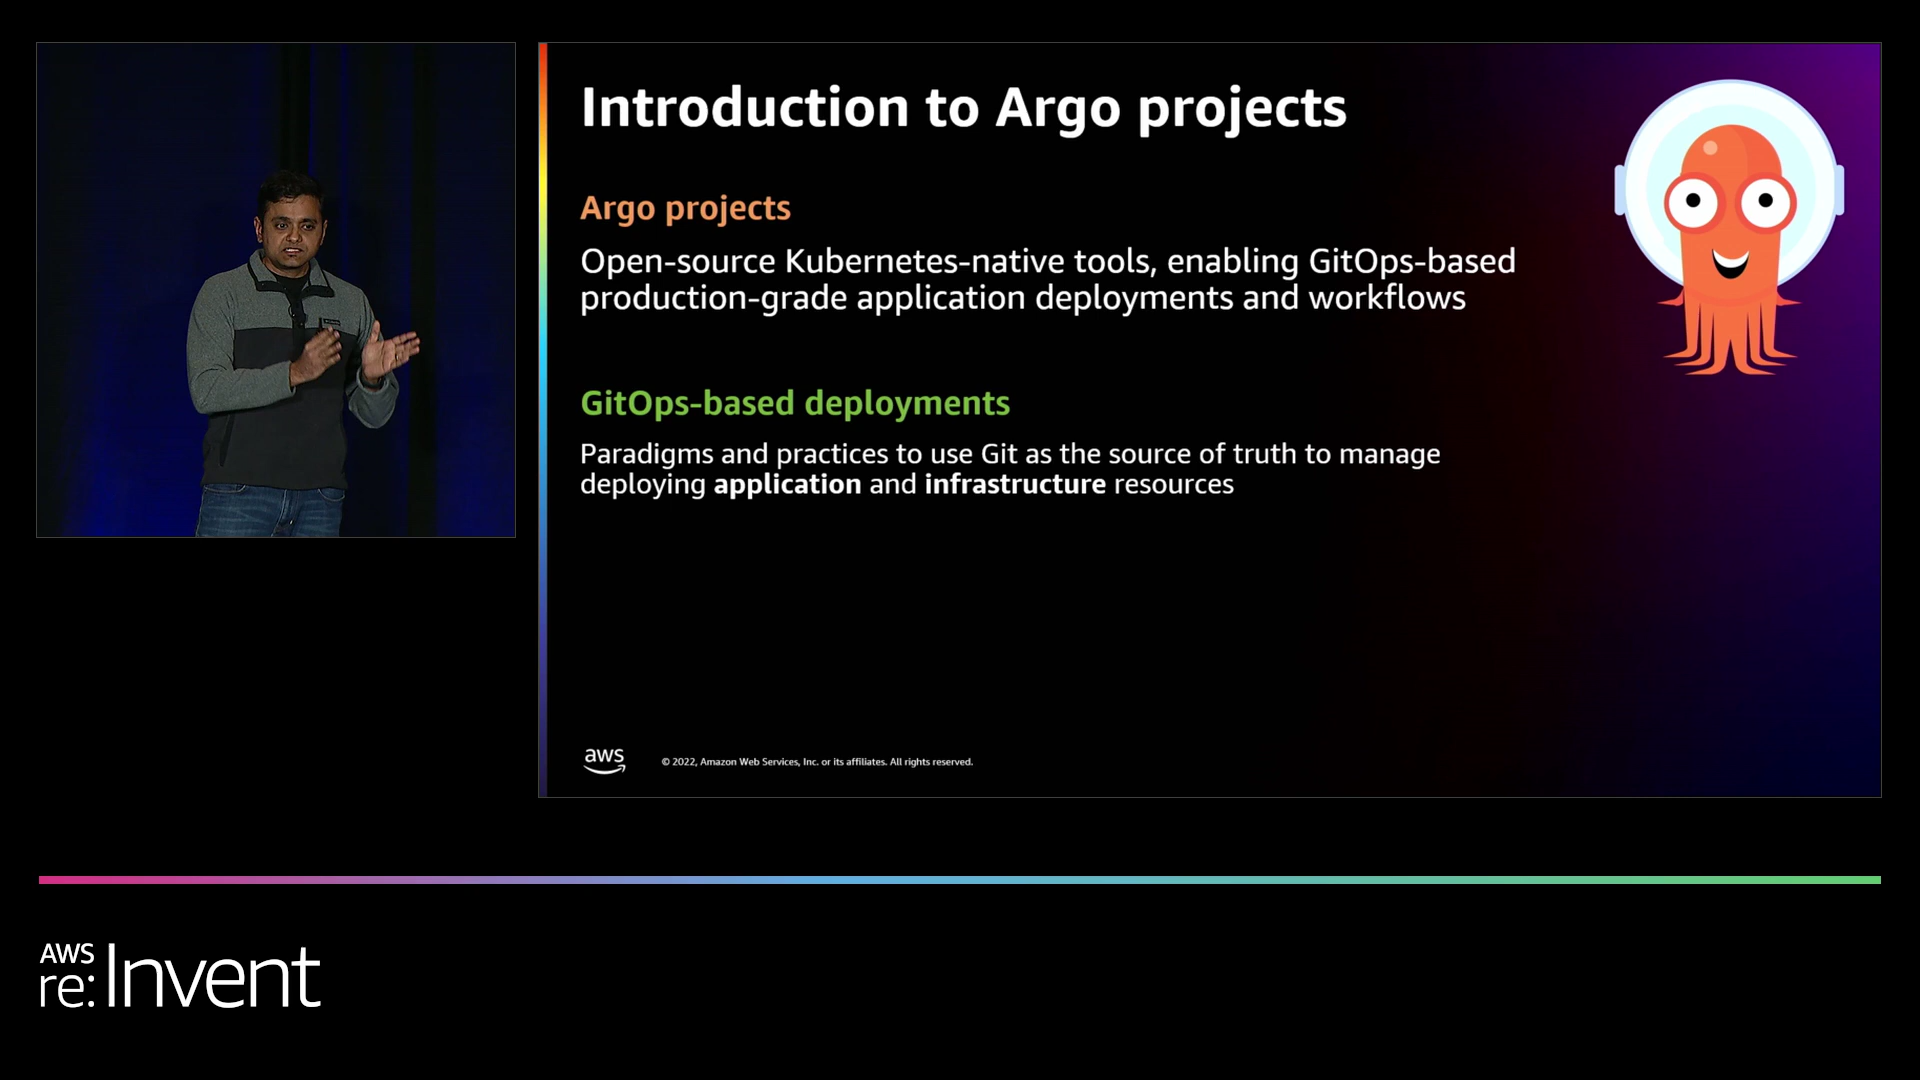 Introduction to Argo projects
Argo projects
Open-source Kubernetes-native tools, enabling GitOps-based
production-grade application deployments and workflows
GitOps-based deployments
Paradigms and practices to use Git as the source of truth to manage
deploying application and infrastructure resources
aws
© 2022, Amazon Web Services, Inc. or its affiliates. All rights reserved.
AWS
re:Invent